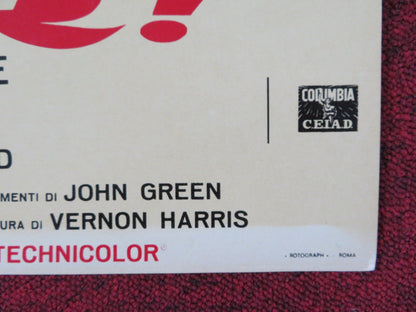 !
E
COLUMBIA
CEIAD
O
MENTI DI JOHN GREEN
URA DI VERNON HARRIS
TECHNICOLOR®
• ROTOGRAPH • ROMA